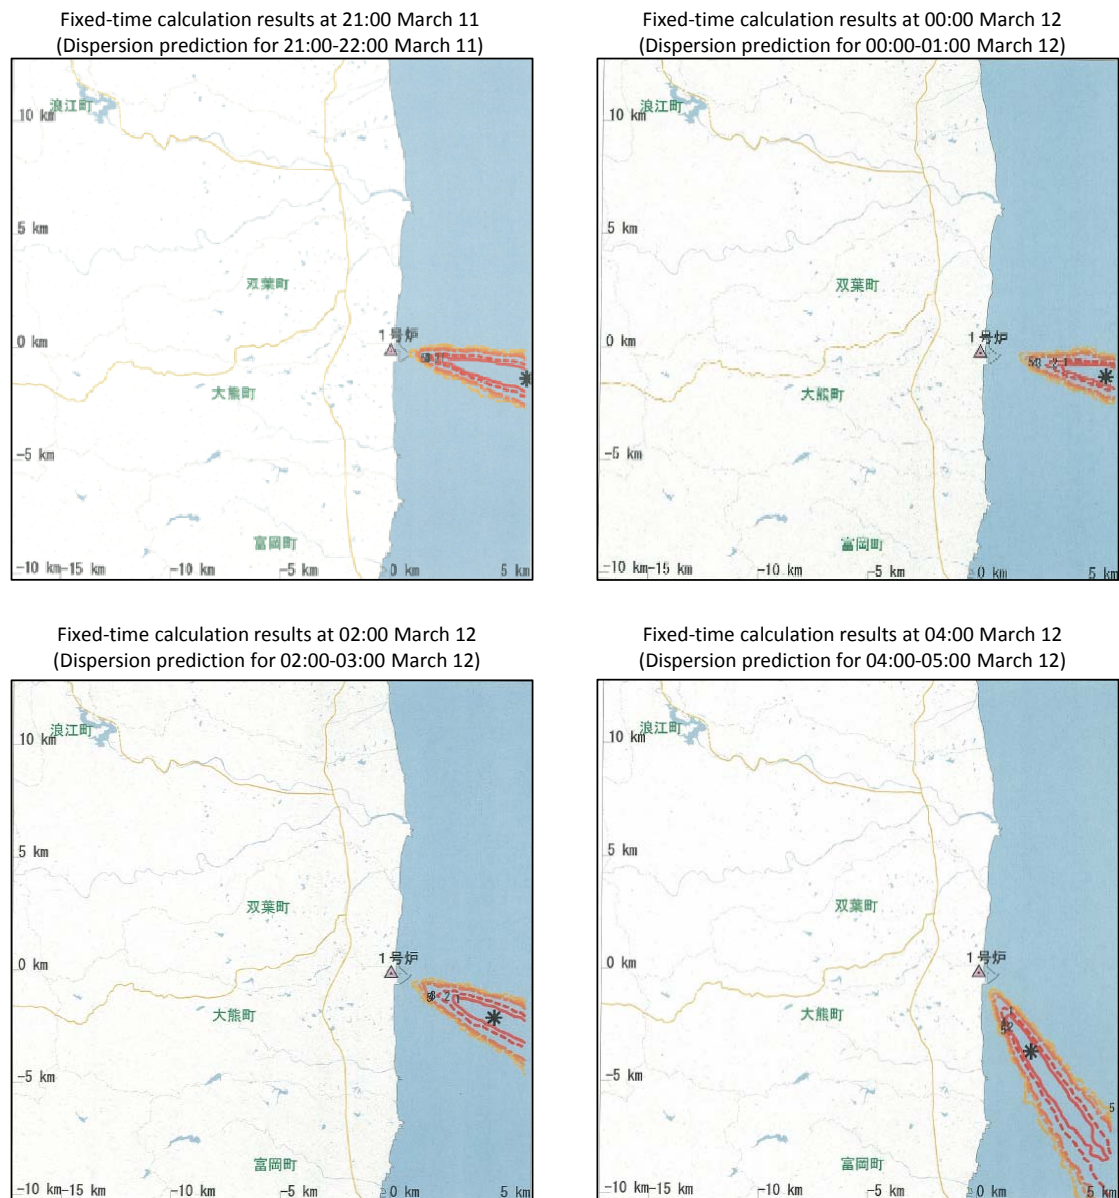 Fixed-time calculation results at 21:00 March 11
(Dispersion prediction for 21:00-22:00 March 11)
浪江町
10 km
5 km
双葉町
1号炉
0 km
大熊町
-5 km
富岡町
-10 km
-15 km
-10 km
-5 km
0 km
5 km
Fixed-time calculation results at 00:00 March 12
(Dispersion prediction for 00:00-01:00 March 12)
浪江町
10 km
5 km
双葉町
1号炉
0 km
2
1
大熊町
-5 km
富岡町
-10 km
-15 km
-10 km
-5 km
0 km
5 km
Fixed-time calculation results at 02:00 March 12
(Dispersion prediction for 02:00-03:00 March 12)
浪江町
10 km
5 km
双葉町
1号炉
0 km
2
1
大熊町
-5 km
富岡町
-10 km
-15 km
-10 km
-5 km
0 km
5 km
Fixed-time calculation results at 04:00 March 12
(Dispersion prediction for 04:00-05:00 March 12)
浪江町
10 km
5 km
双葉町
1号炉
0 km
1
大熊町
-5 km
5
富岡町
-10 km
-15 km
-10 km
-5 km
0 km
5 km